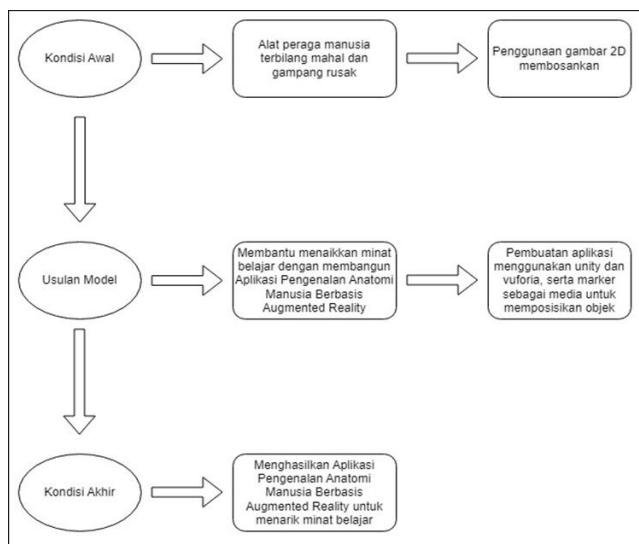 Kondisi Awal
Alat peraga manusia
terbilang mahal dan
gampang rusak
Penggunaan gambar 2D
membosankan
Usulan Model
Membantu menaikkan minat
belajar dengan membangun
Aplikasi Pengenalan Anatomi
Manusia Berbasis
Augmented Reality
Pembuatan aplikasi
menggunakan unity dan
vuforia, serta marker
sebagai media untuk
memposisikan objek
Kondisi Akhir
Menghasilkan Aplikasi
Pengenalan Anatomi
Manusia Berbasis
Augmented Reality untuk
menarik minat belajar